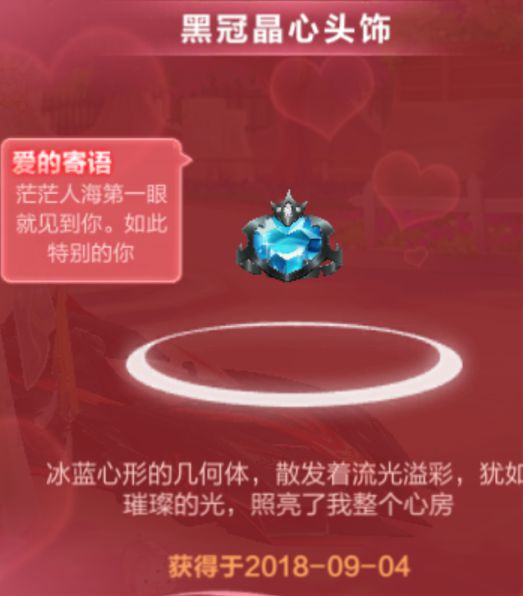 黑冠晶心头饰
爱的寄语
茫茫人海第一眼
就见到你。如此
特别的你
冰蓝心形的几何体，散发着流光溢彩，犹如
璀璨的光，照亮了我整个心房
获得于2018-09-04